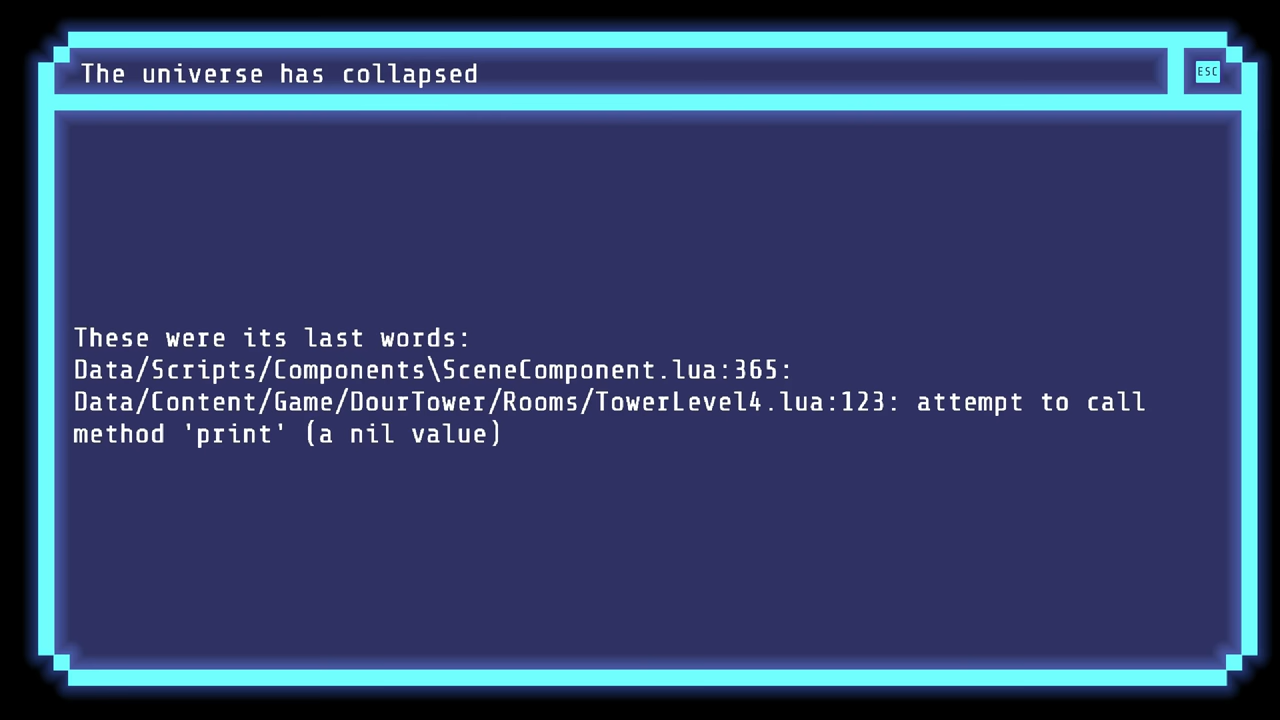 The universe has collapsed
ESC
These were its last words:
Data/Scripts/Components\SceneComponent.lua:365:
Data/Content/Game/DourTower/Rooms/TowerLevel4.lua:123: attempt to call
method 'print' (a nil value)